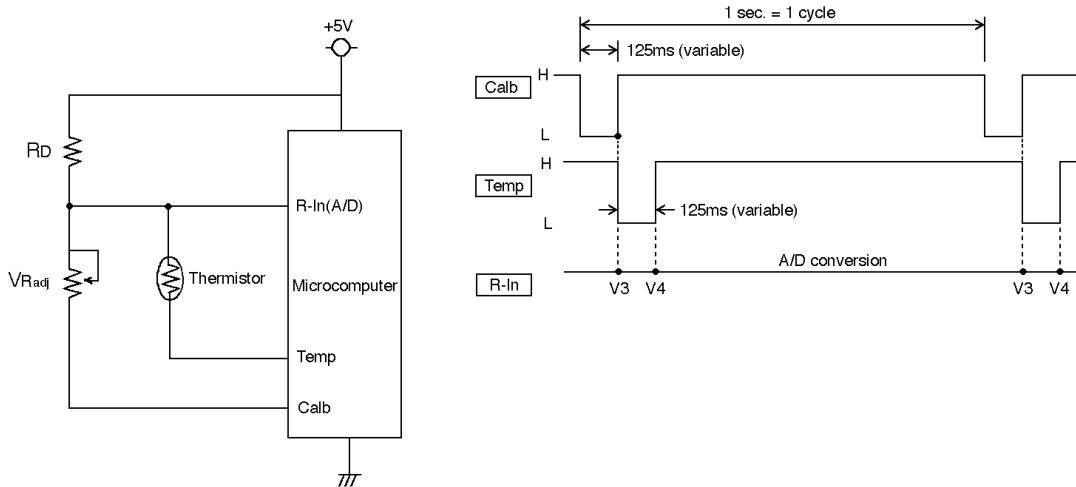 +5V
RD
R-In(A/D)
VRadj
Thermistor
Microcomputer
Temp
Calb
1 sec. = 1 cycle
125ms (variable)
Calb
H
L
Temp
H
L
125ms (variable)
R-In
A/D conversion
V3
V4
V3
V4